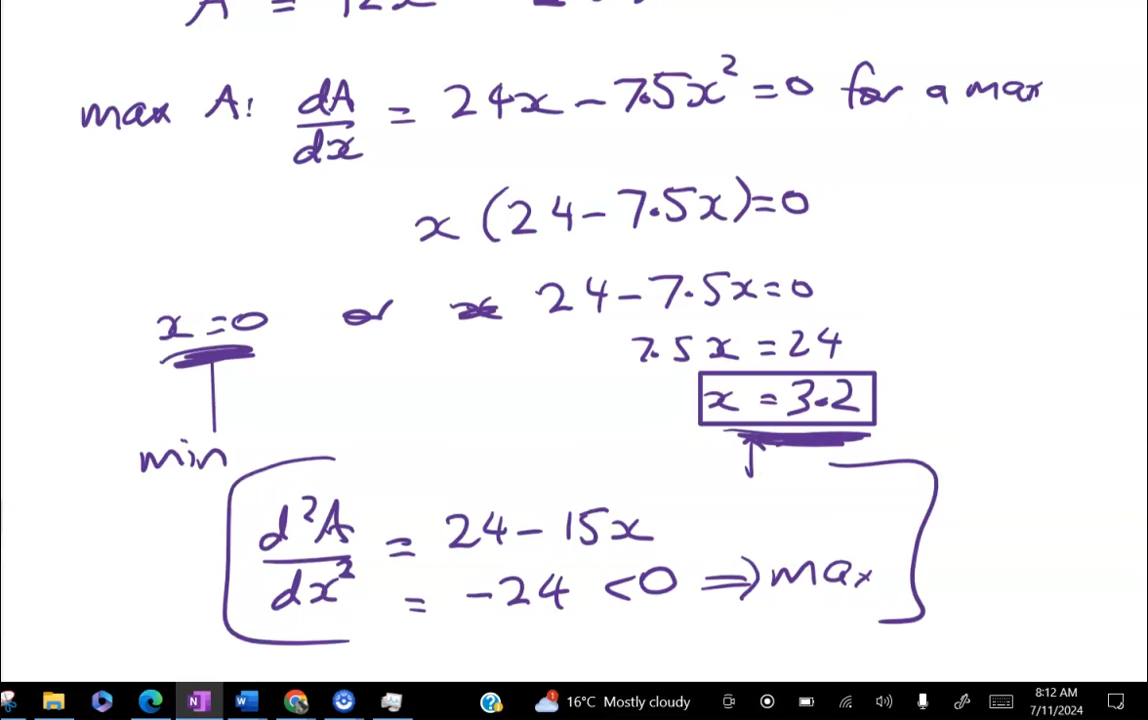 max A: dA/dx = 24x - 7.5x² = 0 for a max
x (24 - 7.5x) = 0
x = 0 or 24 - 7.5x = 0
7.5x = 24
x = 3.2
min
d²A/dx² = 24 - 15x
= -24 < 0 ⇒ max
16°C Mostly cloudy
8:12 AM
7/11/2024